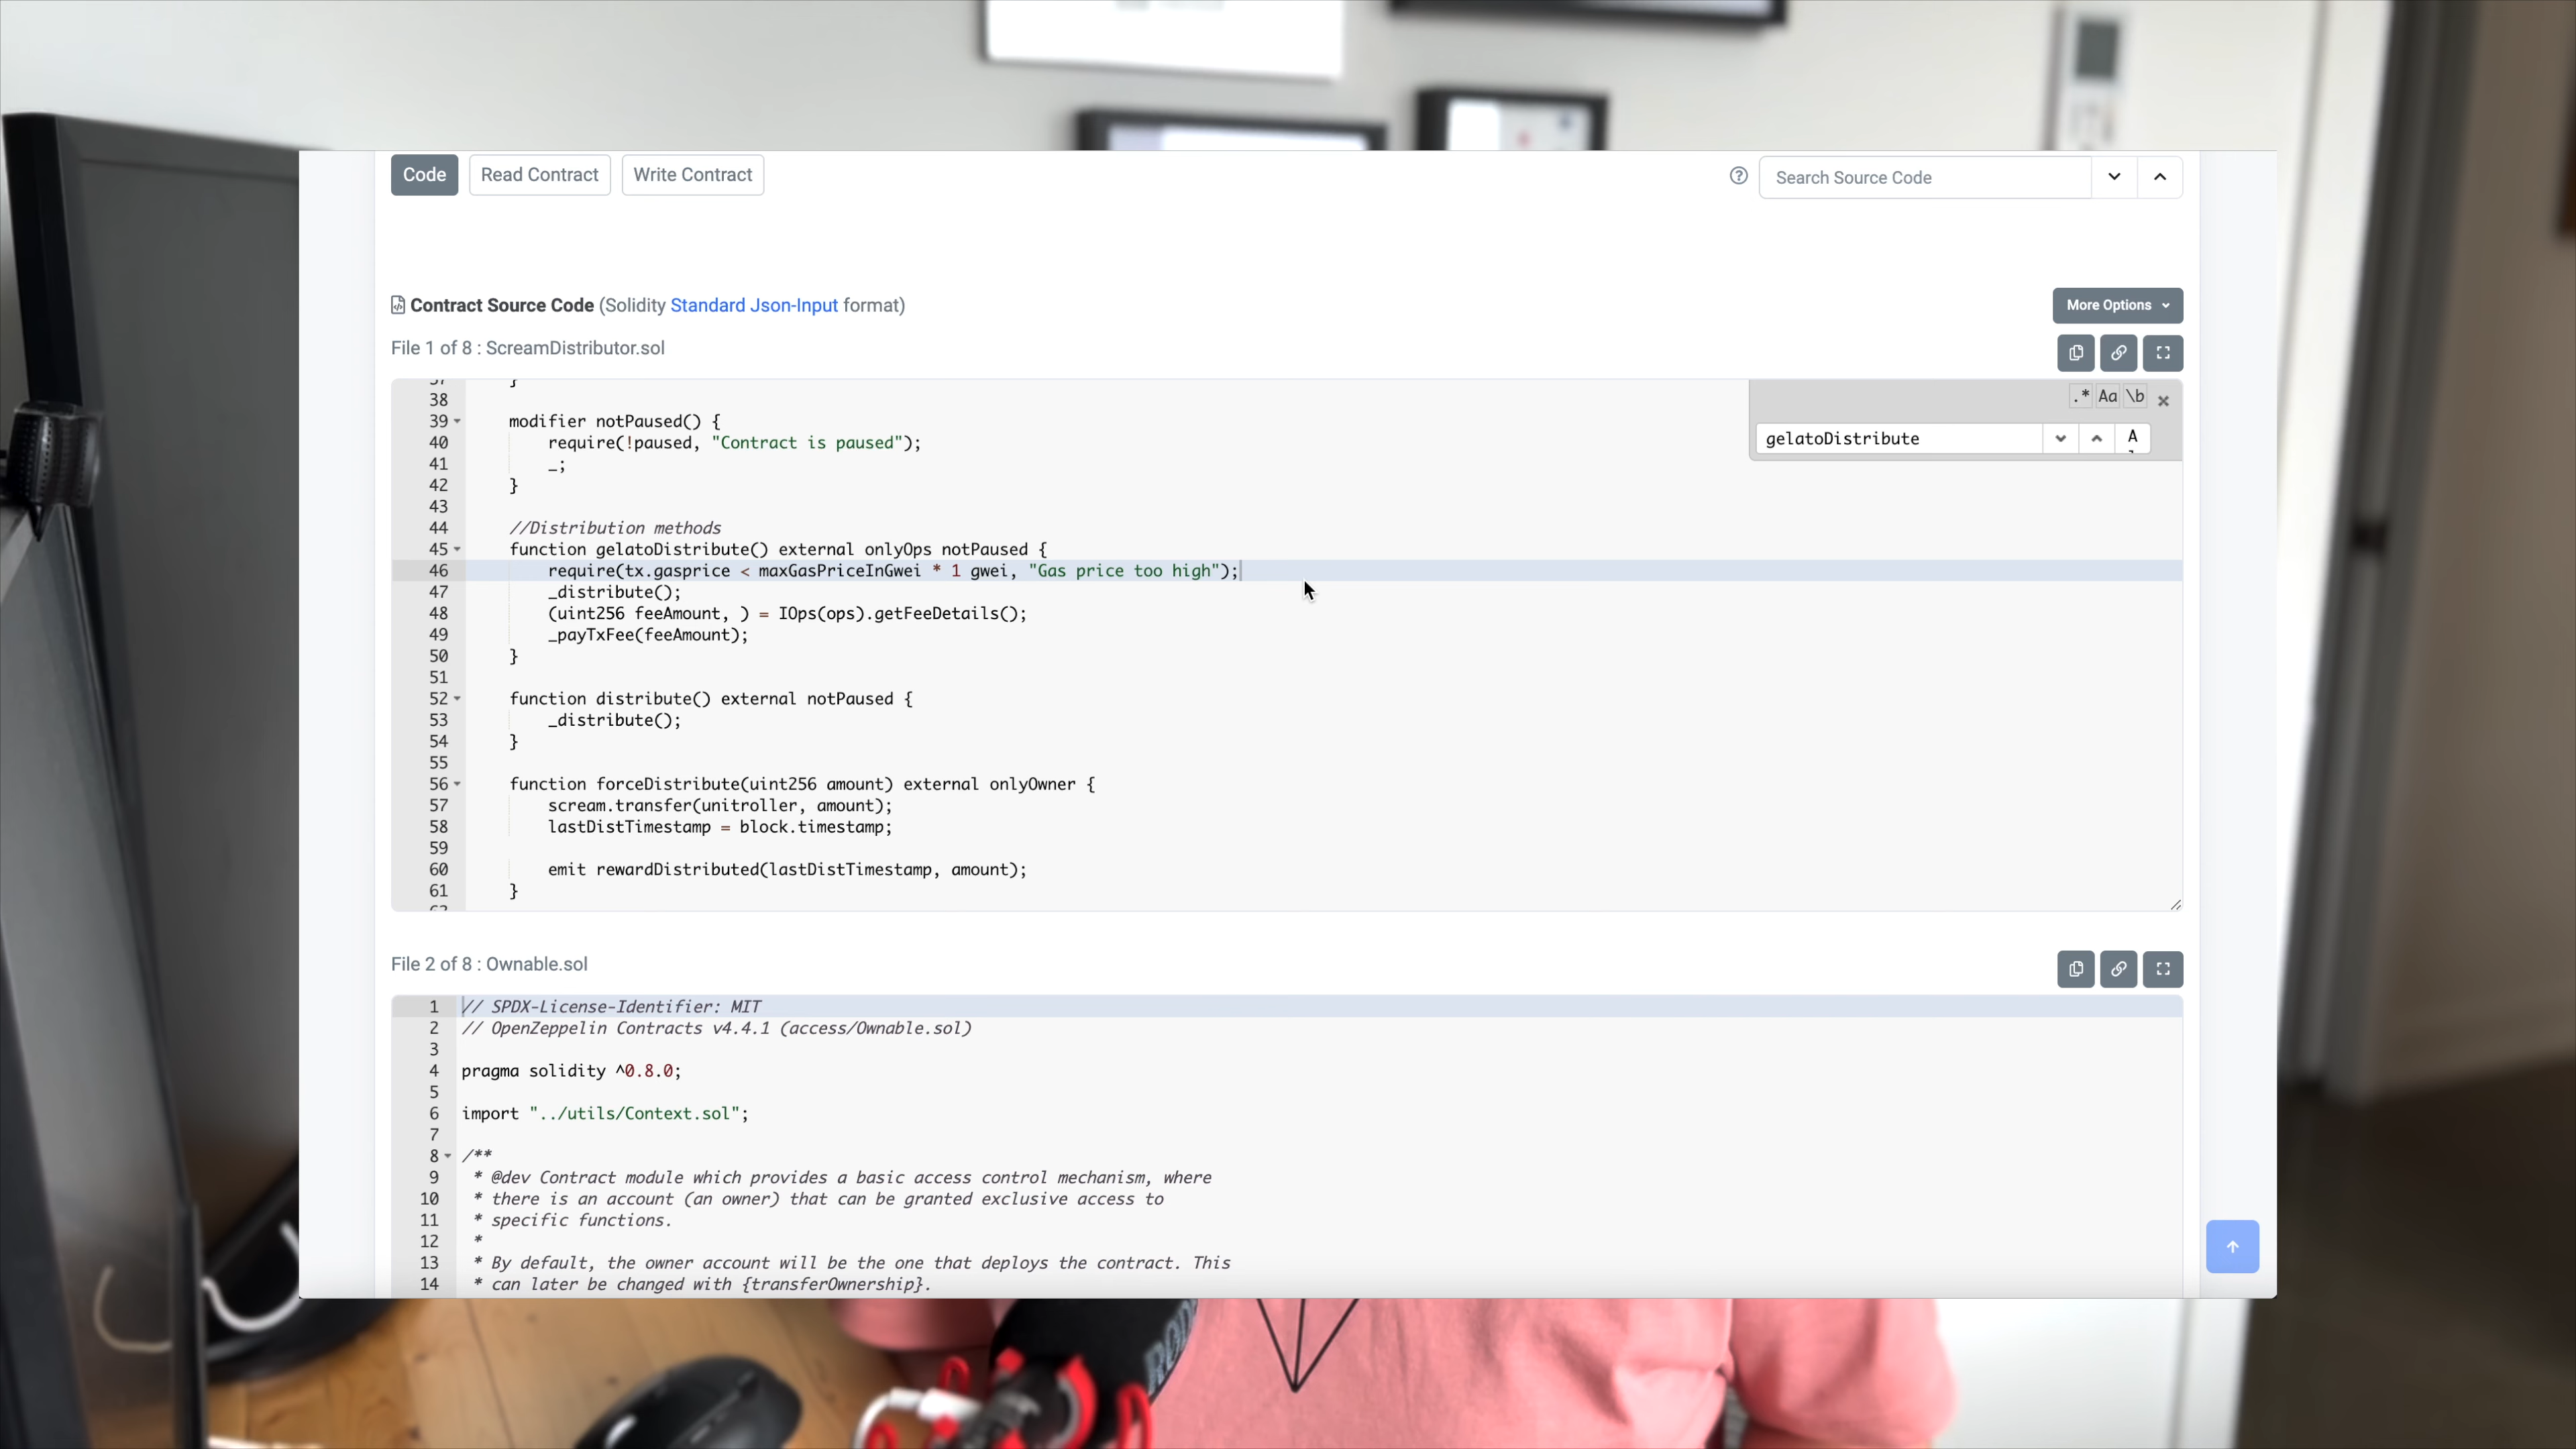 Code
Read Contract
Write Contract
Search Source Code
Contract Source Code (Solidity Standard Json-Input format)
More Options
File 1 of 8 : ScreamDistributor.sol
37 }
38
39 modifier notPaused() {
40 require(!paused, "Contract is paused");
41 _;
42 }
43
44 //Distribution methods
45 function gelatoDistribute() external onlyOps notPaused {
46 require(tx.gasprice < maxGasPriceInGwei * 1 gwei, "Gas price too high");
47 _distribute();
48 (uint256 feeAmount, ) = IOps(ops).getFeeDetails();
49 _payTxFee(feeAmount);
50 }
51
52 function distribute() external notPaused {
53 _distribute();
54 }
55
56 function forceDistribute(uint256 amount) external onlyOwner {
57 scream.transfer(unitroller, amount);
58 lastDistTimestamp = block.timestamp;
59
60 emit rewardDistributed(lastDistTimestamp, amount);
61 }
.* Aa \b
gelatoDistribute
File 2 of 8 : Ownable.sol
1 // SPDX-License-Identifier: MIT
2 // OpenZeppelin Contracts v4.4.1 (access/Ownable.sol)
3
4 pragma solidity ^0.8.0;
5
6 import "../utils/Context.sol";
7
8 /**
9 * @dev Contract module which provides a basic access control mechanism, where
10 * there is an account (an owner) that can be granted exclusive access to
11 * specific functions.
12 *
13 * By default, the owner account will be the one that deploys the contract. This
14 * can later be changed with {transferOwnership}.